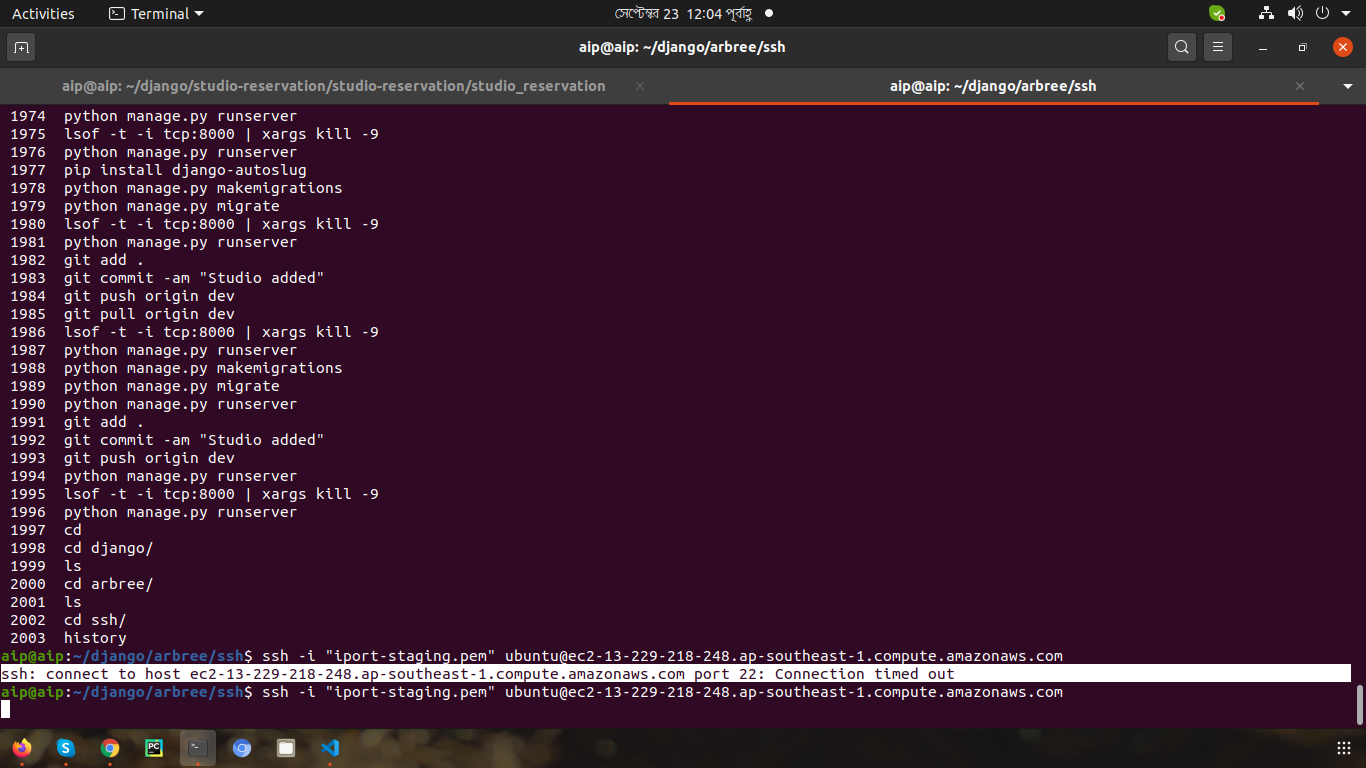 Activities Terminal সেপ্টেম্বর 23 12:04 পূর্বাহ্ণ
aip@aip: ~/django/arbree/ssh
aip@aip: ~/django/studio-reservation/studio-reservation/studio_reservation aip@aip: ~/django/arbree/ssh
1974 python manage.py runserver
1975 lsof -t -i tcp:8000 | xargs kill -9
1976 python manage.py runserver
1977 pip install django-autoslug
1978 python manage.py makemigrations
1979 python manage.py migrate
1980 lsof -t -i tcp:8000 | xargs kill -9
1981 python manage.py runserver
1982 git add .
1983 git commit -am "Studio added"
1984 git push origin dev
1985 git pull origin dev
1986 lsof -t -i tcp:8000 | xargs kill -9
1987 python manage.py runserver
1988 python manage.py makemigrations
1989 python manage.py migrate
1990 python manage.py runserver
1991 git add .
1992 git commit -am "Studio added"
1993 git push origin dev
1994 python manage.py runserver
1995 lsof -t -i tcp:8000 | xargs kill -9
1996 python manage.py runserver
1997 cd
1998 cd django/
1999 ls
2000 cd arbree/
2001 ls
2002 cd ssh/
2003 history
aip@aip:~/django/arbree/ssh$ ssh -i "iport-staging.pem" ubuntu@ec2-13-229-218-248.ap-southeast-1.compute.amazonaws.com
ssh: connect to host ec2-13-229-218-248.ap-southeast-1.compute.amazonaws.com port 22: Connection timed out
aip@aip:~/django/arbree/ssh$ ssh -i "iport-staging.pem" ubuntu@ec2-13-229-218-248.ap-southeast-1.compute.amazonaws.com